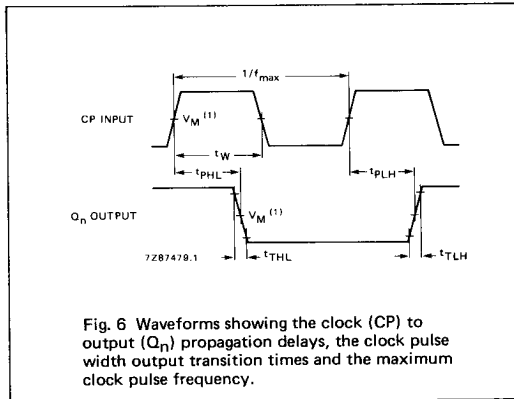 1/fmax
CP INPUT
VM(1)
tW
tPHL
tPLH
Qn OUTPUT
VM(1)
7Z87479.1
tTHL
tTLH
Fig. 6 Waveforms showing the clock (CP) to
output (Qn) propagation delays, the clock pulse
width output transition times and the maximum
clock pulse frequency.